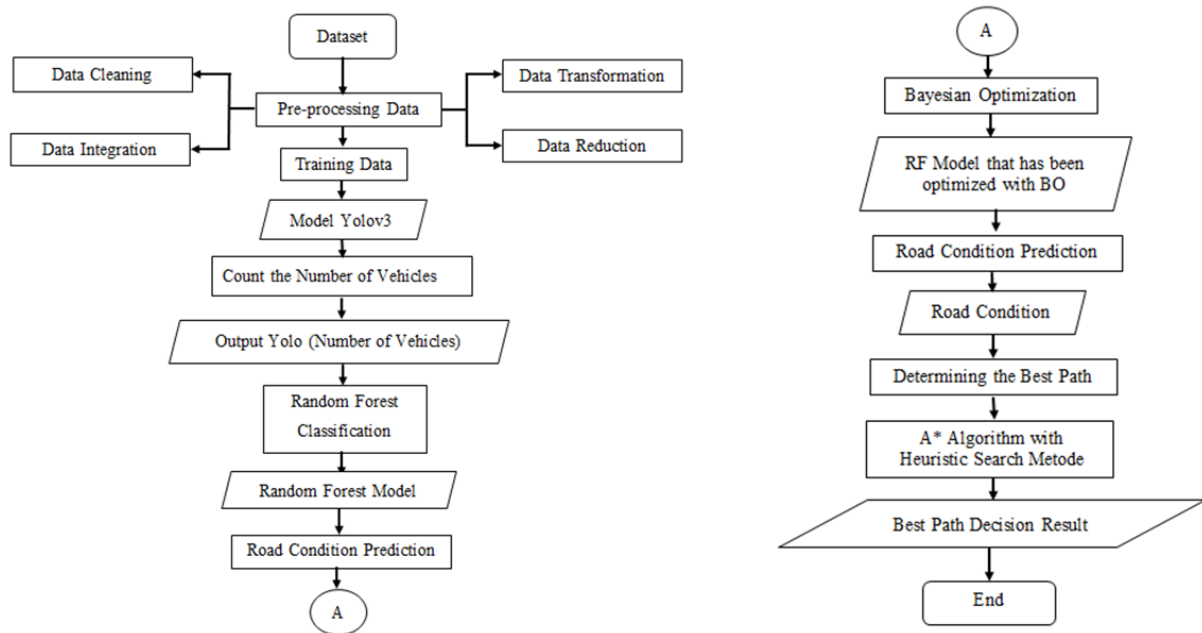 Dataset
Data Cleaning
Data Transformation
Pre-processing Data
Data Integration
Data Reduction
Training Data
Model Yolov3
Count the Number of Vehicles
Output Yolo (Number of Vehicles)
Random Forest
Classification
Random Forest Model
Road Condition Prediction
A
A
Bayesian Optimization
RF Model that has been
optimized with BO
Road Condition Prediction
Road Condition
Determining the Best Path
A* Algorithm with
Heuristic Search Metode
Best Path Decision Result
End